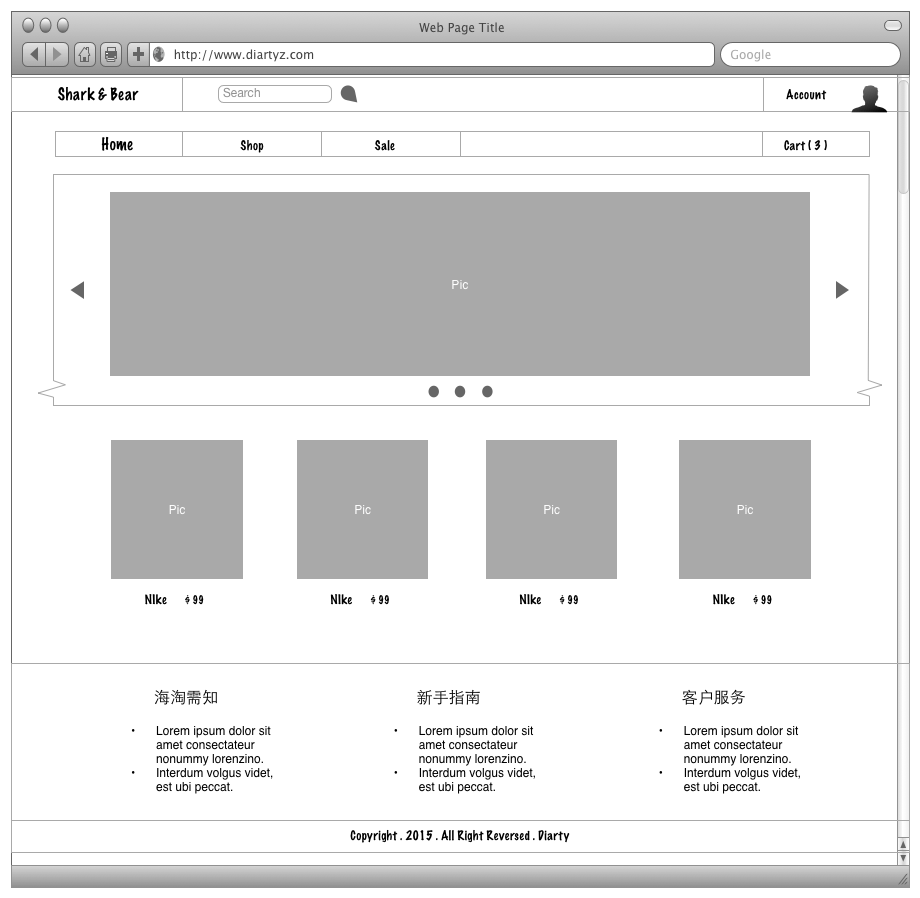 Web Page Title
http://www.diartyz.com
Google
Shark & Bear
Search
Account
Home
Shop
Sale
Cart ( 3 )
Pic
Pic
Pic
Pic
Pic
NIke $ 99
NIke $ 99
NIke $ 99
NIke $ 99
海淘需知
• Lorem ipsum dolor sit
amet consectateur
nonummy lorenzino.
• Interdum volgus videt,
est ubi peccat.
新手指南
• Lorem ipsum dolor sit
amet consectateur
nonummy lorenzino.
• Interdum volgus videt,
est ubi peccat.
客户服务
• Lorem ipsum dolor sit
amet consectateur
nonummy lorenzino.
• Interdum volgus videt,
est ubi peccat.
Copyright . 2015 . All Right Reversed . Diarty